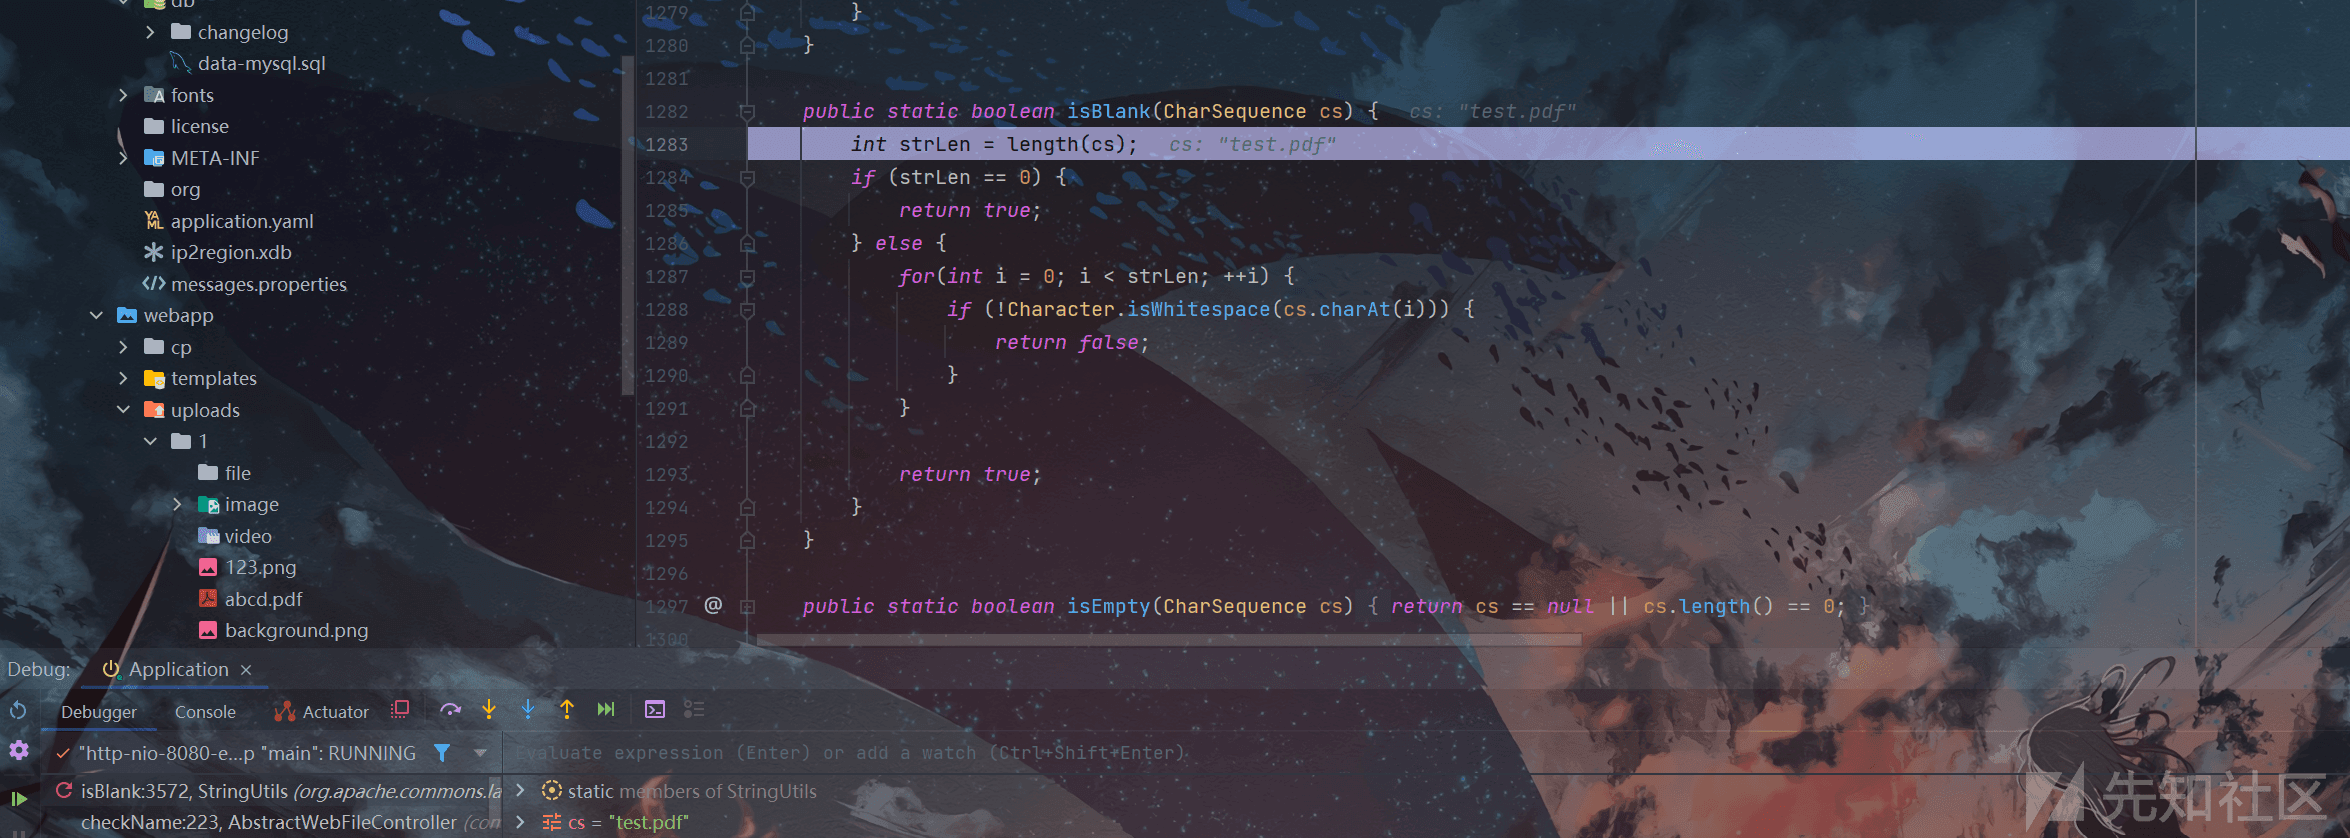 db
changelog
data-mysql.sql
fonts
license
META-INF
org
application.yaml
ip2region.xdb
messages.properties
webapp
cp
templates
uploads
1
file
image
video
123.png
abcd.pdf
background.png
1279 }
1280 }
1281
1282 public static boolean isBlank(CharSequence cs) { cs: "test.pdf"
1283 int strLen = length(cs); cs: "test.pdf"
1284 if (strLen == 0) {
1285 return true;
1286 } else {
1287 for(int i = 0; i < strLen; ++i) {
1288 if (!Character.isWhitespace(cs.charAt(i))) {
1289 return false;
1290 }
1291 }
1292
1293 return true;
1294 }
1295 }
1296
1297 @ public static boolean isEmpty(CharSequence cs) { return cs == null || cs.length() == 0; }
1300
Debug: Application ×
Debugger Console Actuator
"http-nio-8080-e...p "main": RUNNING
Evaluate expression (Enter) or add a watch (Ctrl+Shift+Enter)
isBlank:3572, StringUtils (org.apache.commons.la
static members of StringUtils
checkName:223, AbstractWebFileController (con
cs = "test.pdf"
先知社区